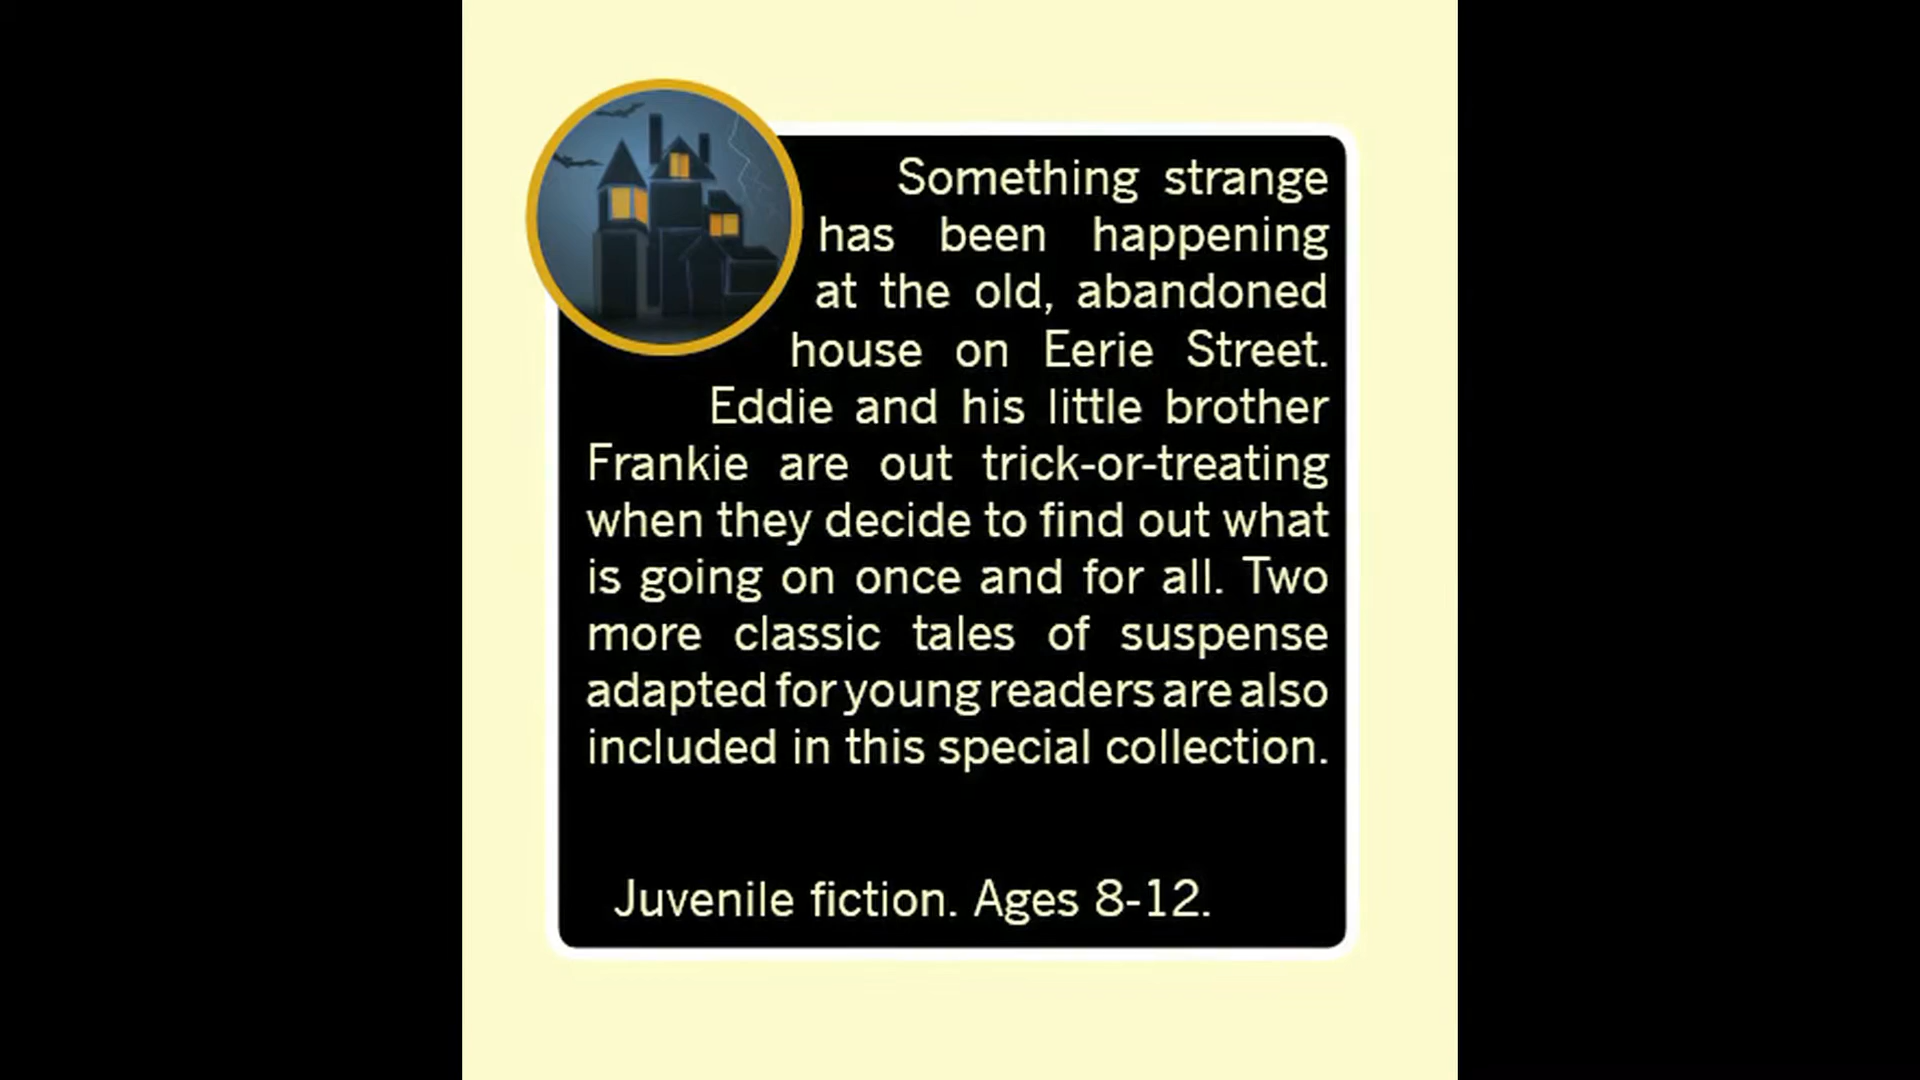 Something strange
has been happening
at the old, abandoned
house on Eerie Street.
Eddie and his little brother
Frankie are out trick-or-treating
when they decide to find out what
is going on once and for all. Two
more classic tales of suspense
adapted for young readers are also
included in this special collection.
Juvenile fiction. Ages 8-12.